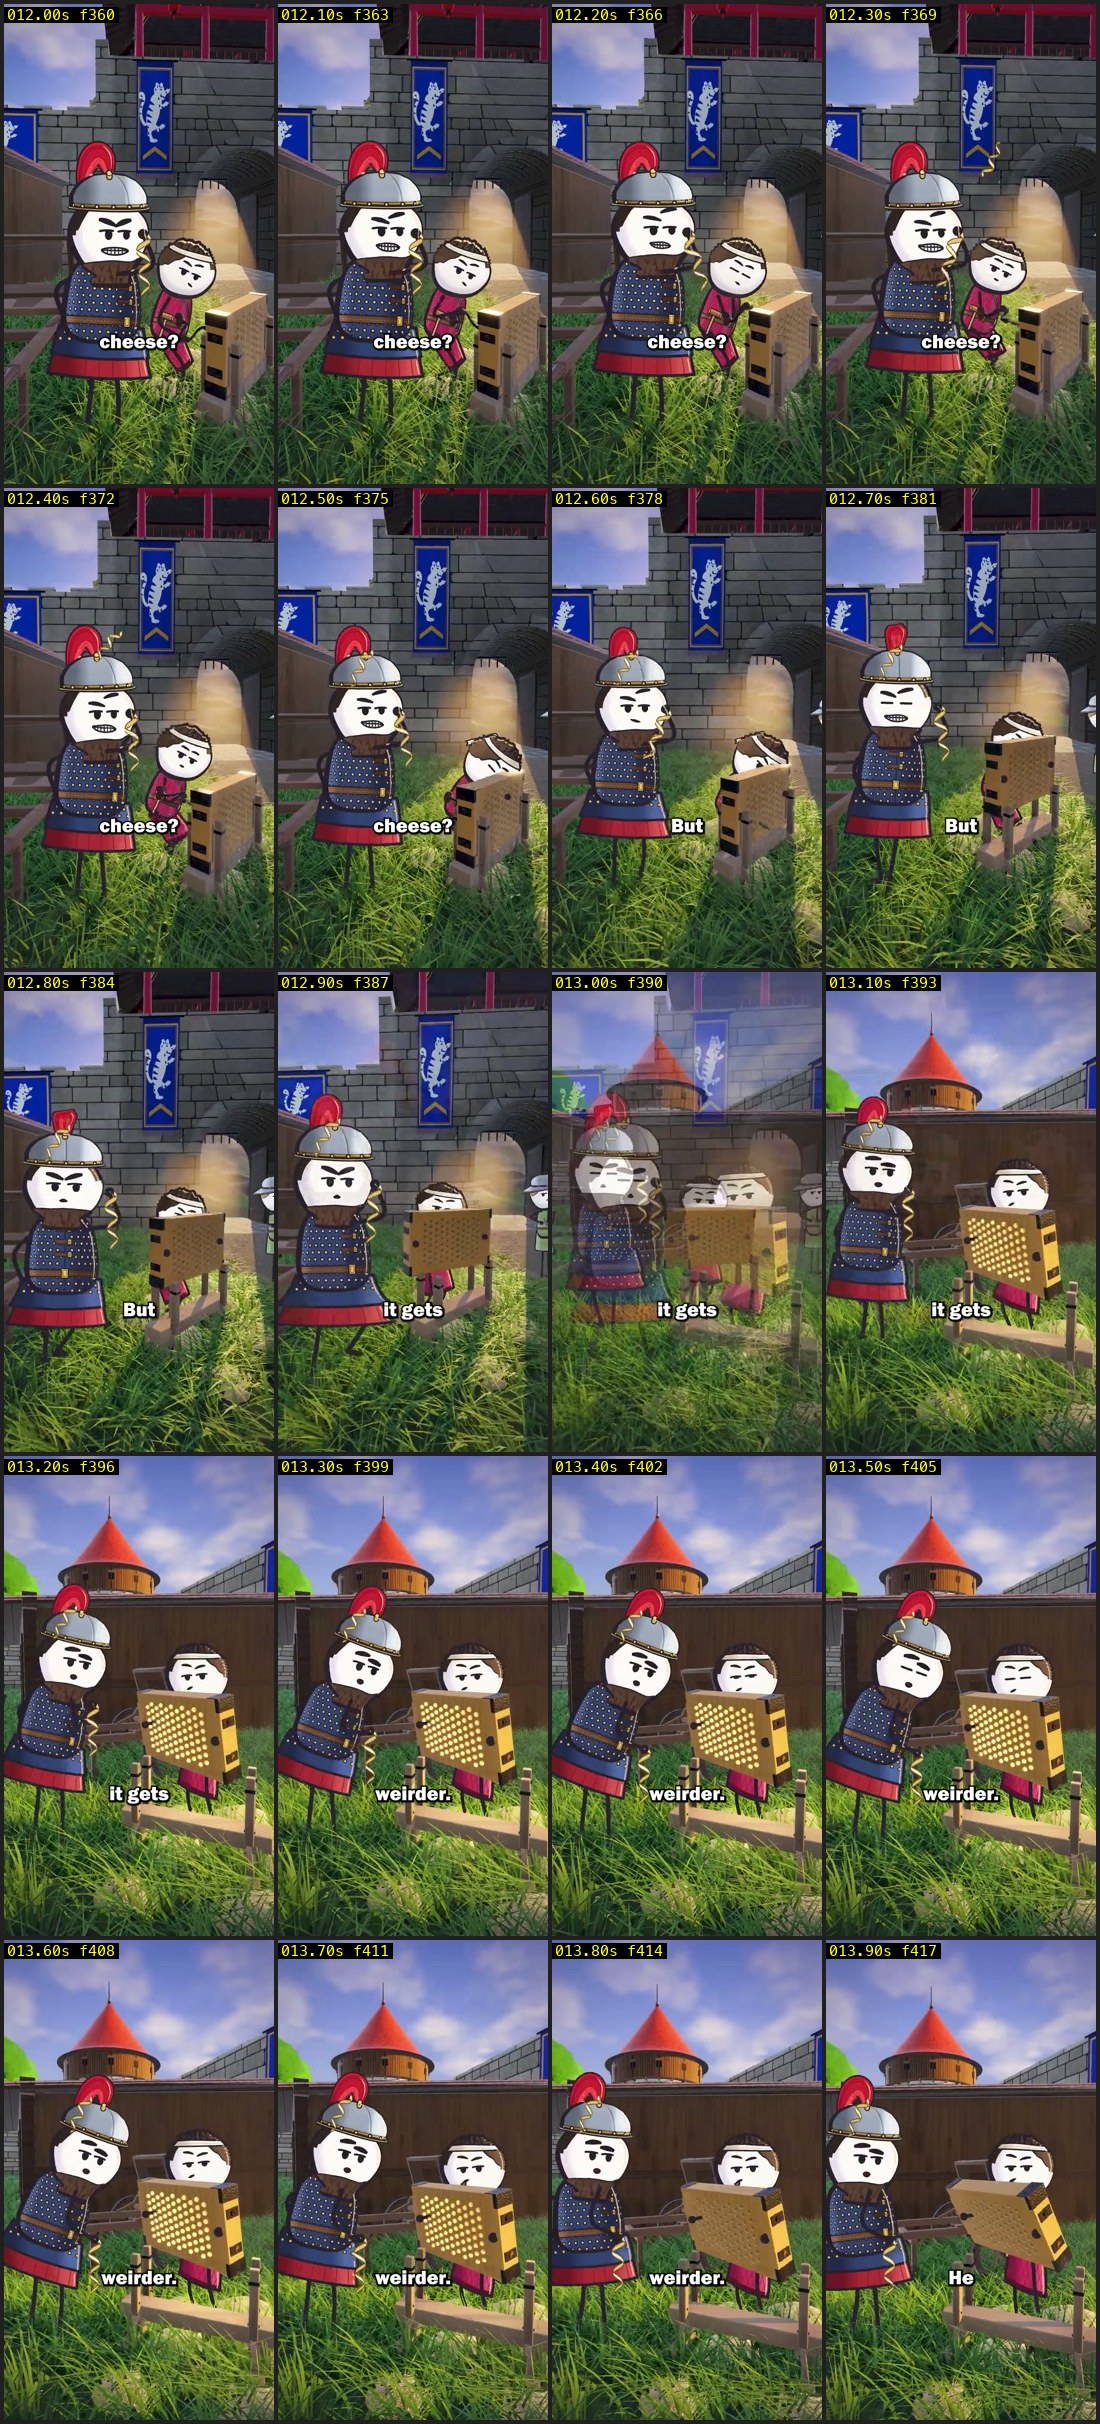 012.00s f360
012.10s f363
012.20s f366
012.30s f369
cheese?
cheese?
cheese?
cheese?
012.40s f372
012.50s f375
012.60s f378
012.70s f381
cheese?
cheese?
But
But
012.80s f384
012.90s f387
013.00s f390
013.10s f393
But
it gets
it gets
it gets
013.20s f396
013.30s f399
013.40s f402
013.50s f405
it gets
weirder.
weirder.
weirder.
013.60s f408
013.70s f411
013.80s f414
013.90s f417
weirder.
weirder.
weirder.
He